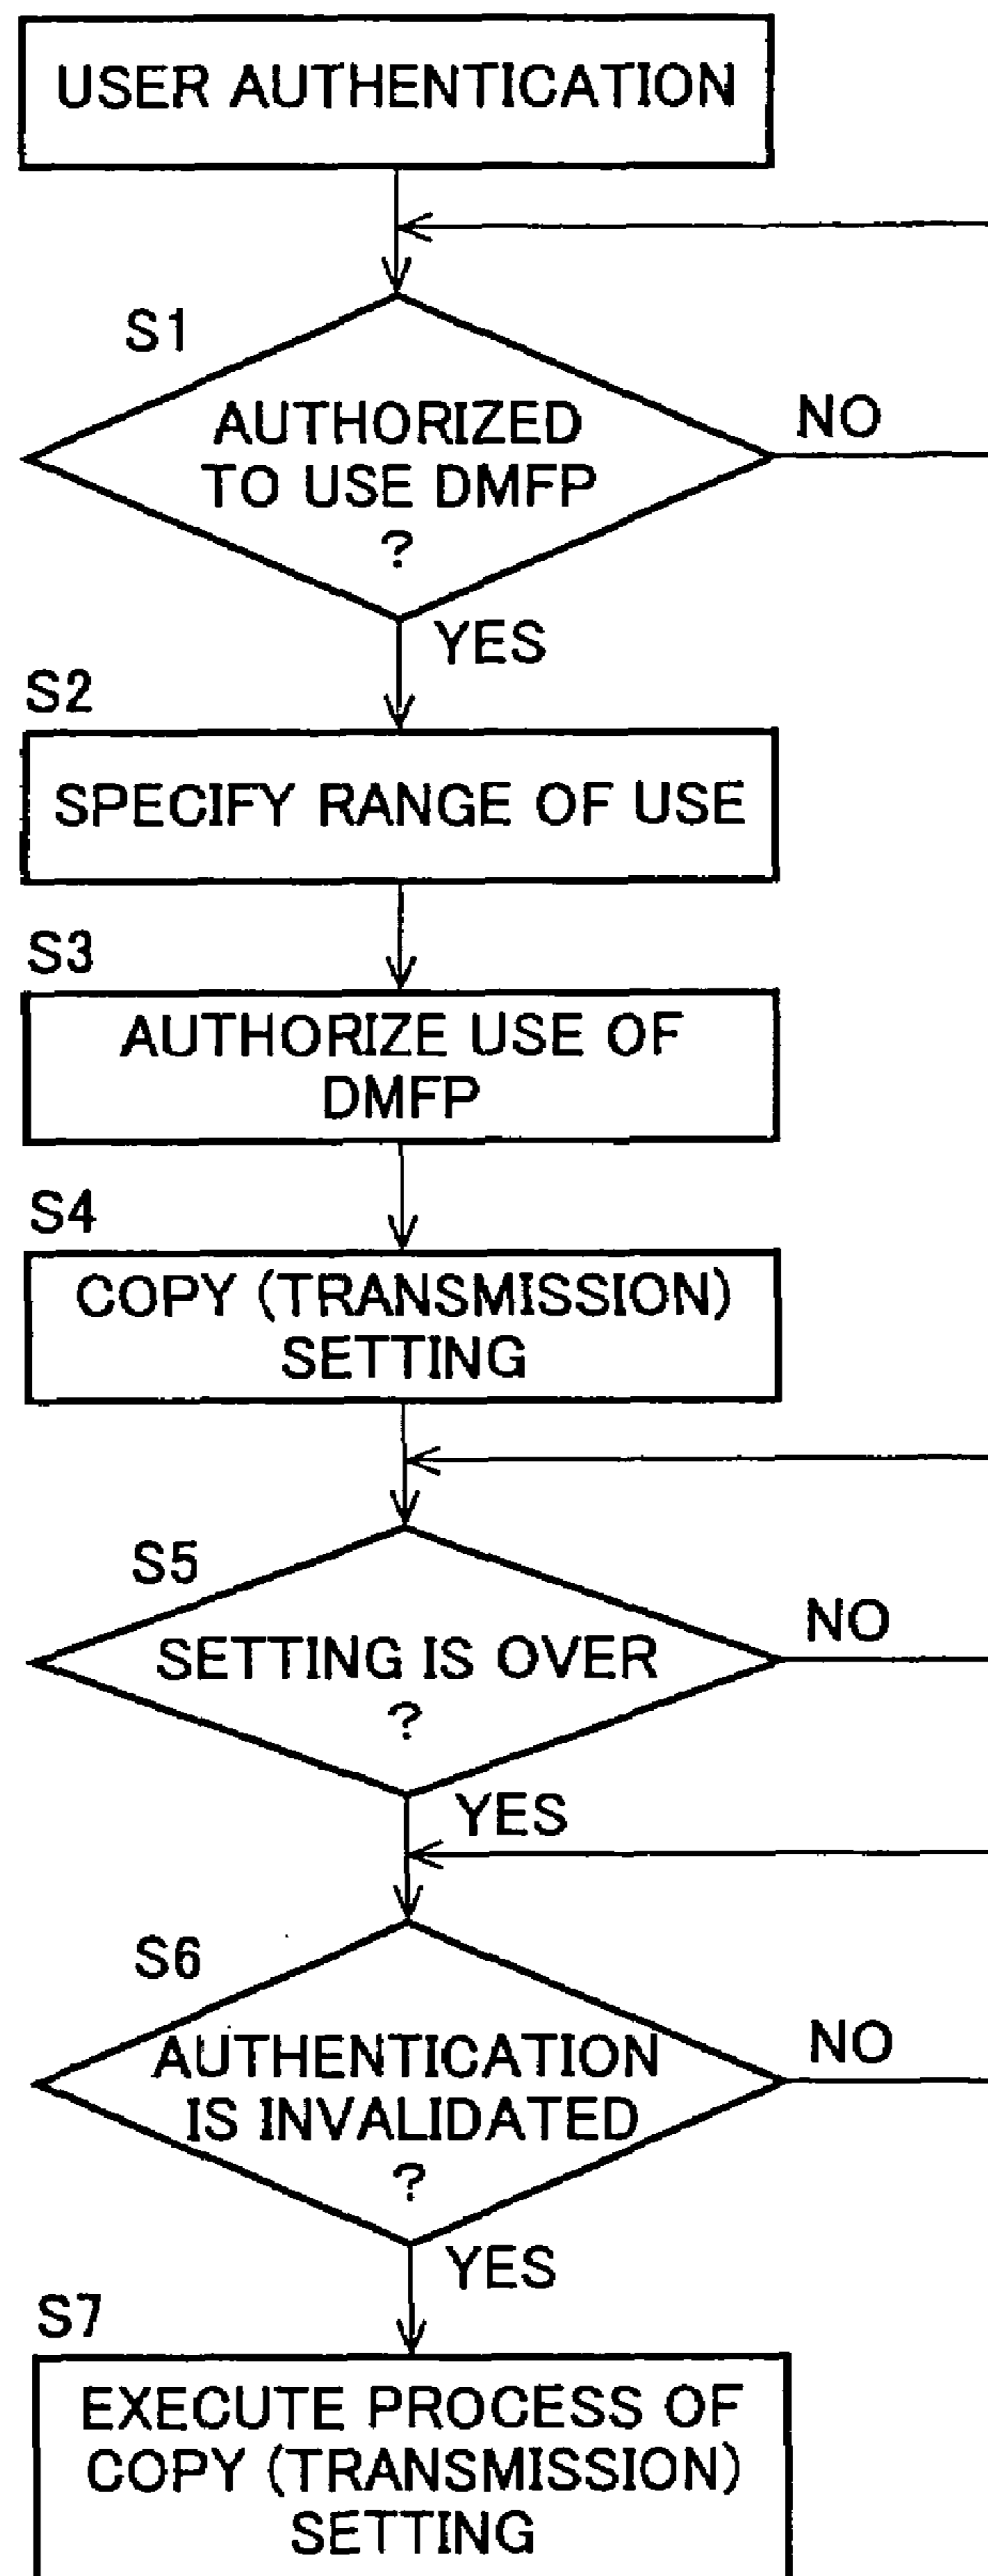 USER AUTHENTICATION
S1
AUTHORIZED
TO USE DMFP
?
NO
YES
S2
SPECIFY RANGE OF USE
S3
AUTHORIZE USE OF
DMFP
S4
COPY (TRANSMISSION)
SETTING
S5
SETTING IS OVER
?
NO
YES
S6
AUTHENTICATION
IS INVALIDATED
?
NO
YES
S7
EXECUTE PROCESS OF
COPY (TRANSMISSION)
SETTING